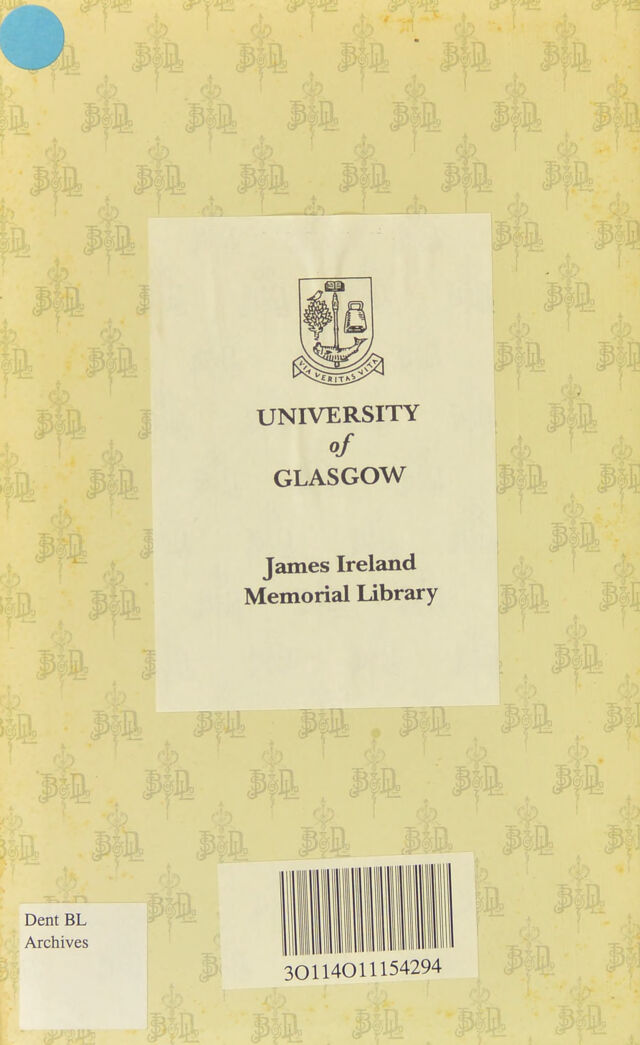 VIA VERITAS VITA
UNIVERSITY
of
GLASGOW
James Ireland
Memorial Library
Dent BL
Archives
30114011154294